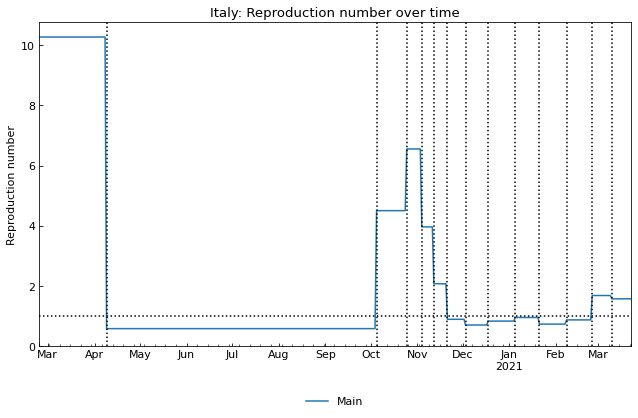 Italy: Reproduction number over time
Reproduction number
10
8
6
4
2
0
Mar Apr May Jun Jul Aug Sep Oct Nov Dec Jan Feb Mar
2021
Main